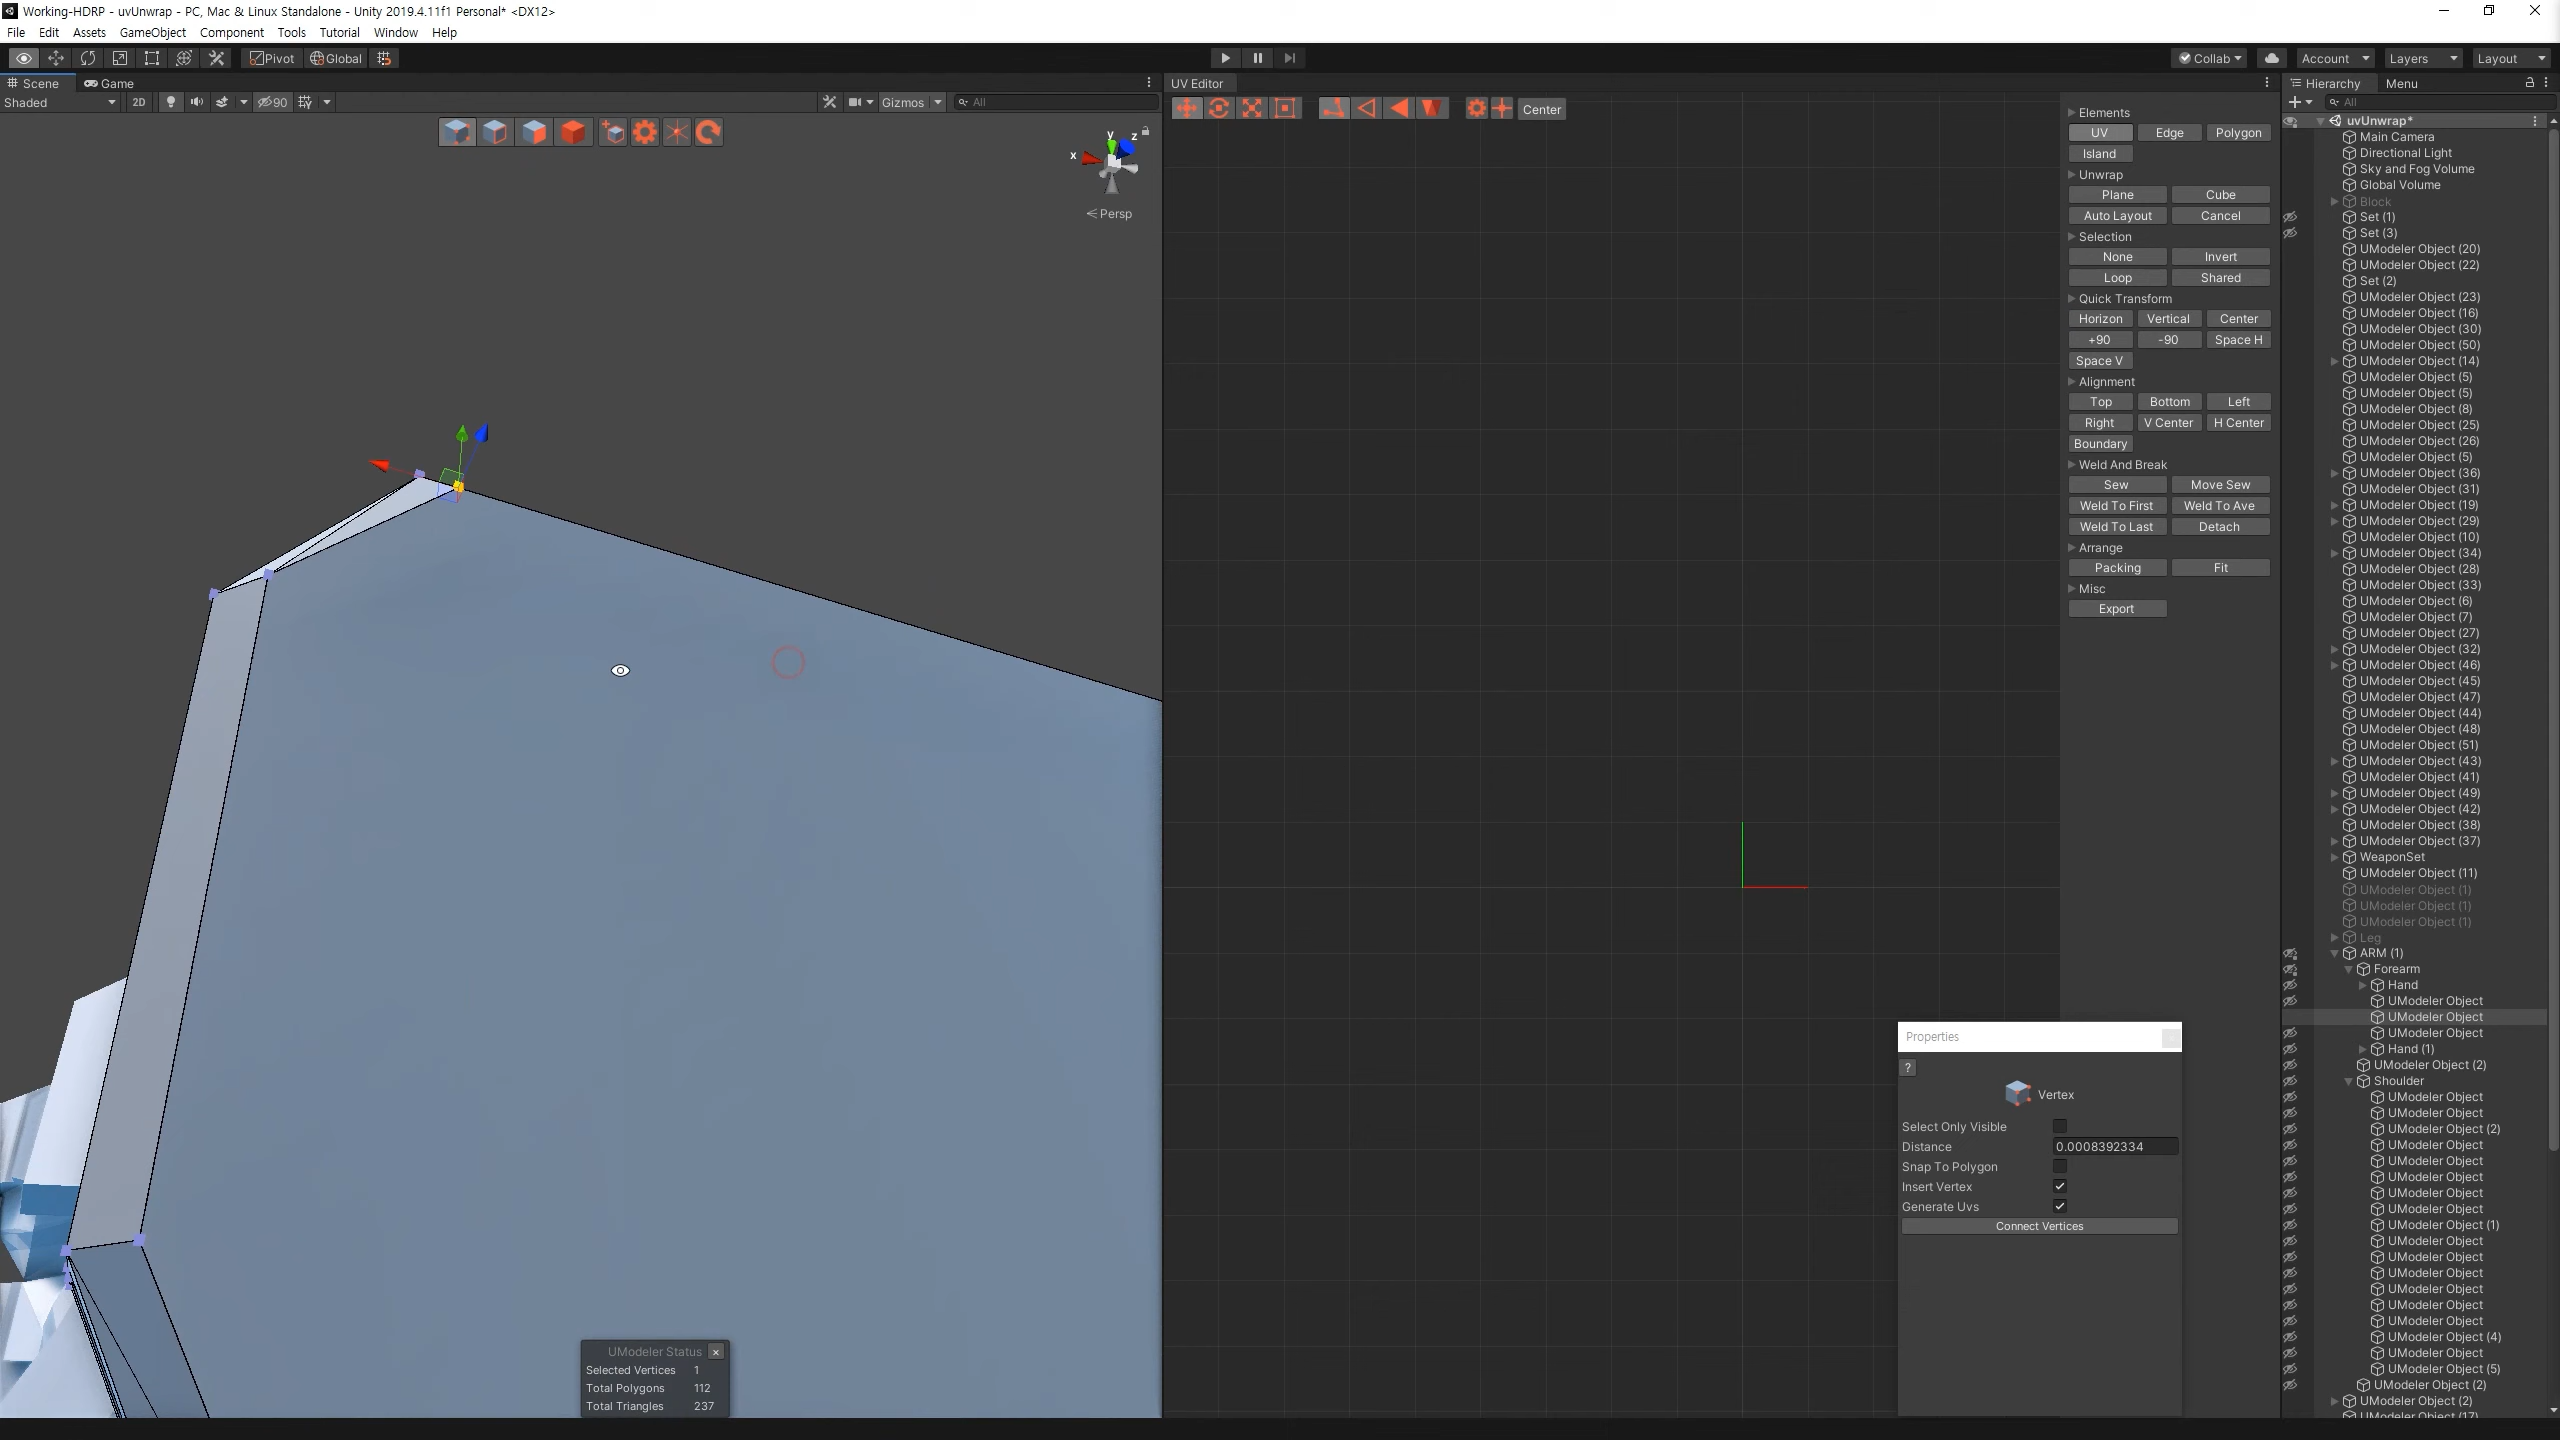 Working-HDRP - uvUnwrap - PC, Mac & Linux Standalone - Unity 2019.4.11f1 Personal* <DX12>
File Edit Assets GameObject Component Tools Tutorial Window Help
Pivot Global Collab Account Layers Layout
Scene Game
Shaded 2D 90 Gizmos All
y z x
Persp
UV Editor
Center
Elements
UV Edge Polygon
Island
Unwrap
Plane Cube
Auto Layout Cancel
Selection
None Invert
Loop Shared
Quick Transform
Horizon Vertical Center
+90 -90 Space H
Space V
Alignment
Top Bottom Left
Right V Center H Center
Boundary
Weld And Break
Sew Move Sew
Weld To First Weld To Ave
Weld To Last Detach
Arrange
Packing Fit
Misc
Export
Properties
?
Vertex
Select Only Visible
Distance 0.0008392334
Snap To Polygon
Insert Vertex
Generate Uvs
Connect Vertices
UModeler Status x
Selected Vertices 1
Total Polygons 112
Total Triangles 237
Hierarchy Menu
All
uvUnwrap*
Main Camera
Directional Light
Sky and Fog Volume
Global Volume
Block
Set (1)
Set (3)
UModeler Object (20)
UModeler Object (22)
Set (2)
UModeler Object (23)
UModeler Object (16)
UModeler Object (30)
UModeler Object (50)
UModeler Object (14)
UModeler Object (5)
UModeler Object (5)
UModeler Object (8)
UModeler Object (25)
UModeler Object (26)
UModeler Object (5)
UModeler Object (36)
UModeler Object (31)
UModeler Object (19)
UModeler Object (29)
UModeler Object (10)
UModeler Object (34)
UModeler Object (28)
UModeler Object (33)
UModeler Object (6)
UModeler Object (7)
UModeler Object (27)
UModeler Object (32)
UModeler Object (46)
UModeler Object (45)
UModeler Object (47)
UModeler Object (44)
UModeler Object (48)
UModeler Object (51)
UModeler Object (43)
UModeler Object (41)
UModeler Object (49)
UModeler Object (42)
UModeler Object (38)
UModeler Object (37)
WeaponSet
UModeler Object (11)
UModeler Object (1)
UModeler Object (1)
UModeler Object (1)
Leg
ARM (1)
Forearm
Hand
UModeler Object
UModeler Object
UModeler Object
Hand (1)
UModeler Object (2)
Shoulder
UModeler Object
UModeler Object
UModeler Object (2)
UModeler Object
UModeler Object
UModeler Object
UModeler Object
UModeler Object
UModeler Object (1)
UModeler Object
UModeler Object
UModeler Object
UModeler Object
UModeler Object
UModeler Object
UModeler Object (4)
UModeler Object
UModeler Object (5)
UModeler Object (2)
UModeler Object (2)
UModeler Object (17)